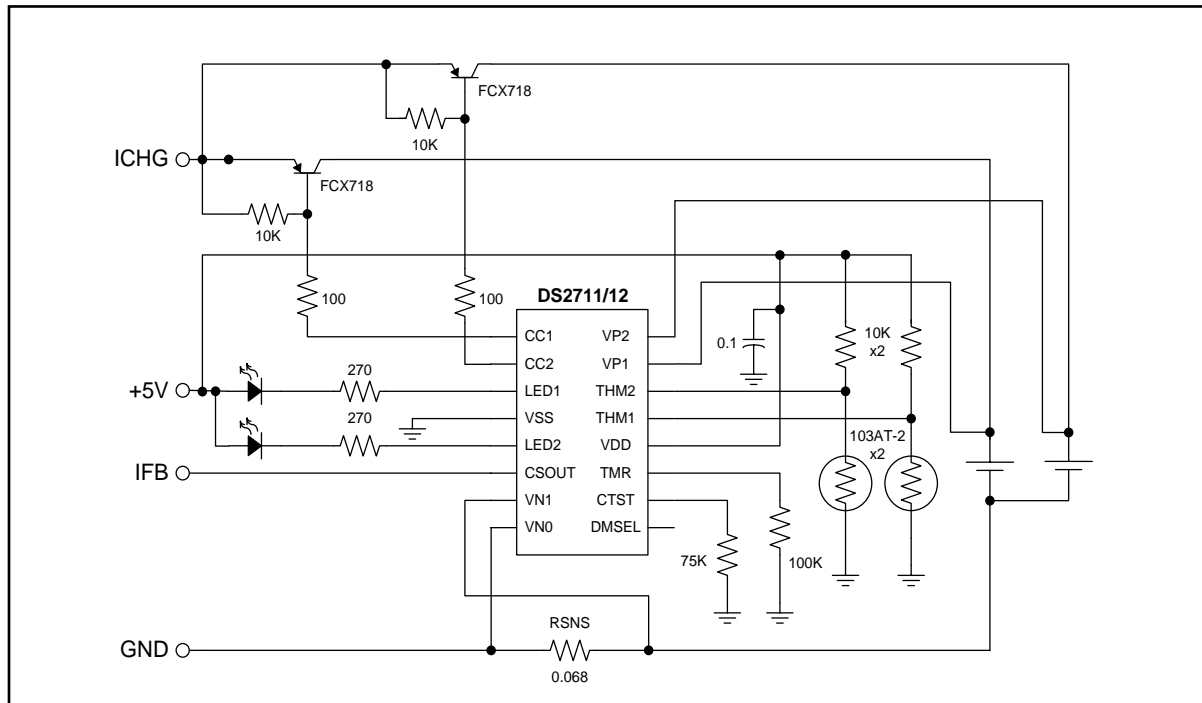 FCX718
10K
ICHG
FCX718
10K
100
100
DS2711/12
CC1
VP2
0.1
10K
x2
CC2
VP1
+5V
270
LED1
THM2
270
VSS
THM1
LED2
VDD
103AT-2
x2
IFB
CSOUT
TMR
VN1
CTST
VN0
DMSEL
75K
100K
GND
RSNS
0.068